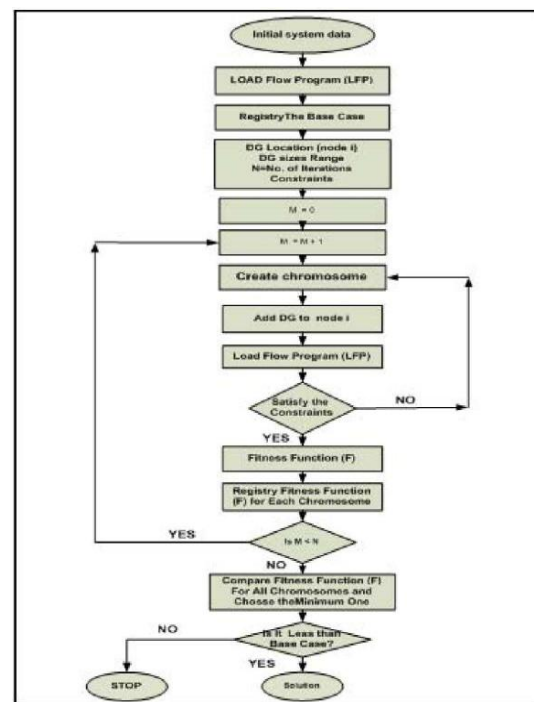 Initial system data
LOAD Flow Program (LFP)
RegistryThe Base Case
DG Location (node i)
DG sizes Range
N=No. of Iterations
Constraints
M = 0
M = M + 1
Create chromosome
Add DG to node i
Load Flow Program (LFP)
Satisfy the
Constraints
NO
YES
Fitness Function (F)
Registry Fitness Function
(F) for Each Chromosome
YES
Is M < N
NO
Compare Fitness Function (F)
For All Chromosomes and
Chose theMinimum One
NO
Is It Less than
Base Case?
YES
STOP
Solution